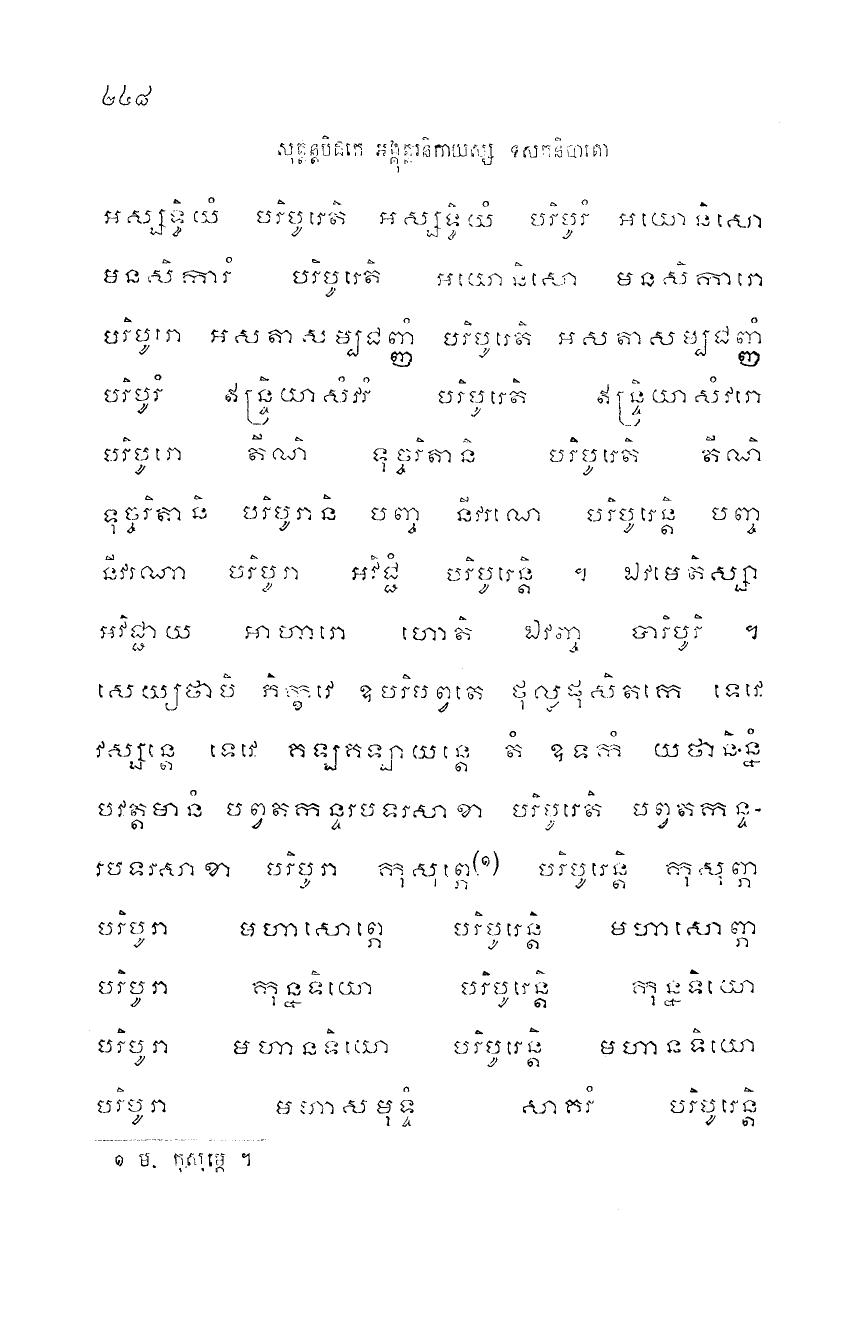 ២៤៨
សុត្តន្តបិដកេ អង្គុត្តរនិកាយស្ស ទសកនិបាតោ
អស្សទ្ធិយំ បរិបូរេតិ អស្សទ្ធិយំ បរិបូរំ អយោនិសោ
មនសិការំ បរិបូរេតិ អយោនិសោ មនសិការោ
បរិបូរោ អសតាសម្បជញ្ញំ បរិបូរេតិ អសតាសម្បជញ្ញំ
បរិបូរំ ឥន្ទ្រិយាសំវរំ បរិបូរេតិ ឥន្ទ្រិយាសំវរោ
បរិបូរោ តីណិ ទុច្ចរិតានិ បរិបូរេតិ តីណិ
ទុច្ចរិតានិ បរិបូរានិ បញ្ច នីវរណេ បរិបូរេន្តិ បញ្ច
នីវរណា បរិបូរា អវិជ្ជំ បរិបូរេន្តិ ។ ឯវមេតិស្សា
អវិជ្ជាយ អាហារោ ហោតិ ឯវញ្ច បារិបូរិ ។
សេយ្យថាបិ ភិក្ខវេ ឧបរិបព្វតេ ថុល្លផុសិតកេ ទេវេ
វស្សន្តេ ទេវេ គឡគឡាយន្តេ តំ ឧទកំ យថានិន្នំ
បវត្តមានំ បព្វតកន្ទរបទរសាខា បរិបូរេតិ បព្វតកន្ទ-
របទរសាខា បរិបូរា កុសុព្ភេ(១) បរិបូរេន្តិ កុសុព្ភា
បរិបូរា មហាសោព្ភេ បរិបូរេន្តិ មហាសោព្ភា
បរិបូរា កុន្នទិយោ បរិបូរេន្តិ កុន្នទិយោ
បរិបូរា មហានទិយោ បរិបូរេន្តិ មហានទិយោ
បរិបូរា មហាសមុទ្ទំ សាគរំ បរិបូរេន្តិ
១ ម. កុសុម្ភេ ។